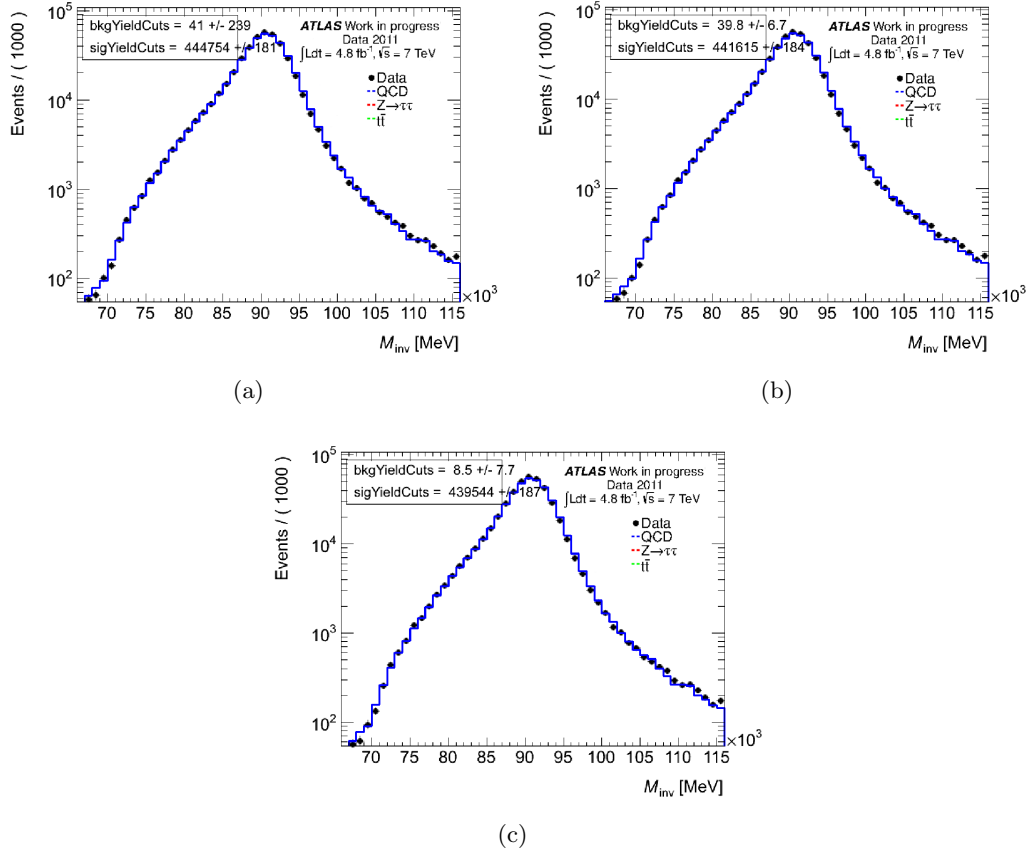 bkgYieldCuts = 41 +/- 239
sigYieldCuts = 444754 +/- 181
ATLAS Work in progress
Data 2011
∫Ldt = 4.8 fb⁻¹, √s = 7 TeV
Data
QCD
Z→ττ
tt̄
Events / ( 1000 )
10⁵
10⁴
10³
10²
70 75 80 85 90 95 100 105 110 115
×10³
M_inv [MeV]
(a)
bkgYieldCuts = 39.8 +/- 6.7
sigYieldCuts = 441615 +/- 184
ATLAS Work in progress
Data 2011
∫Ldt = 4.8 fb⁻¹, √s = 7 TeV
Data
QCD
Z→ττ
tt̄
Events / ( 1000 )
10⁵
10⁴
10³
10²
70 75 80 85 90 95 100 105 110 115
×10³
M_inv [MeV]
(b)
bkgYieldCuts = 8.5 +/- 7.7
sigYieldCuts = 439544 +/- 187
ATLAS Work in progress
Data 2011
∫Ldt = 4.8 fb⁻¹, √s = 7 TeV
Data
QCD
Z→ττ
tt̄
Events / ( 1000 )
10⁵
10⁴
10³
10²
70 75 80 85 90 95 100 105 110 115
×10³
M_inv [MeV]
(c)